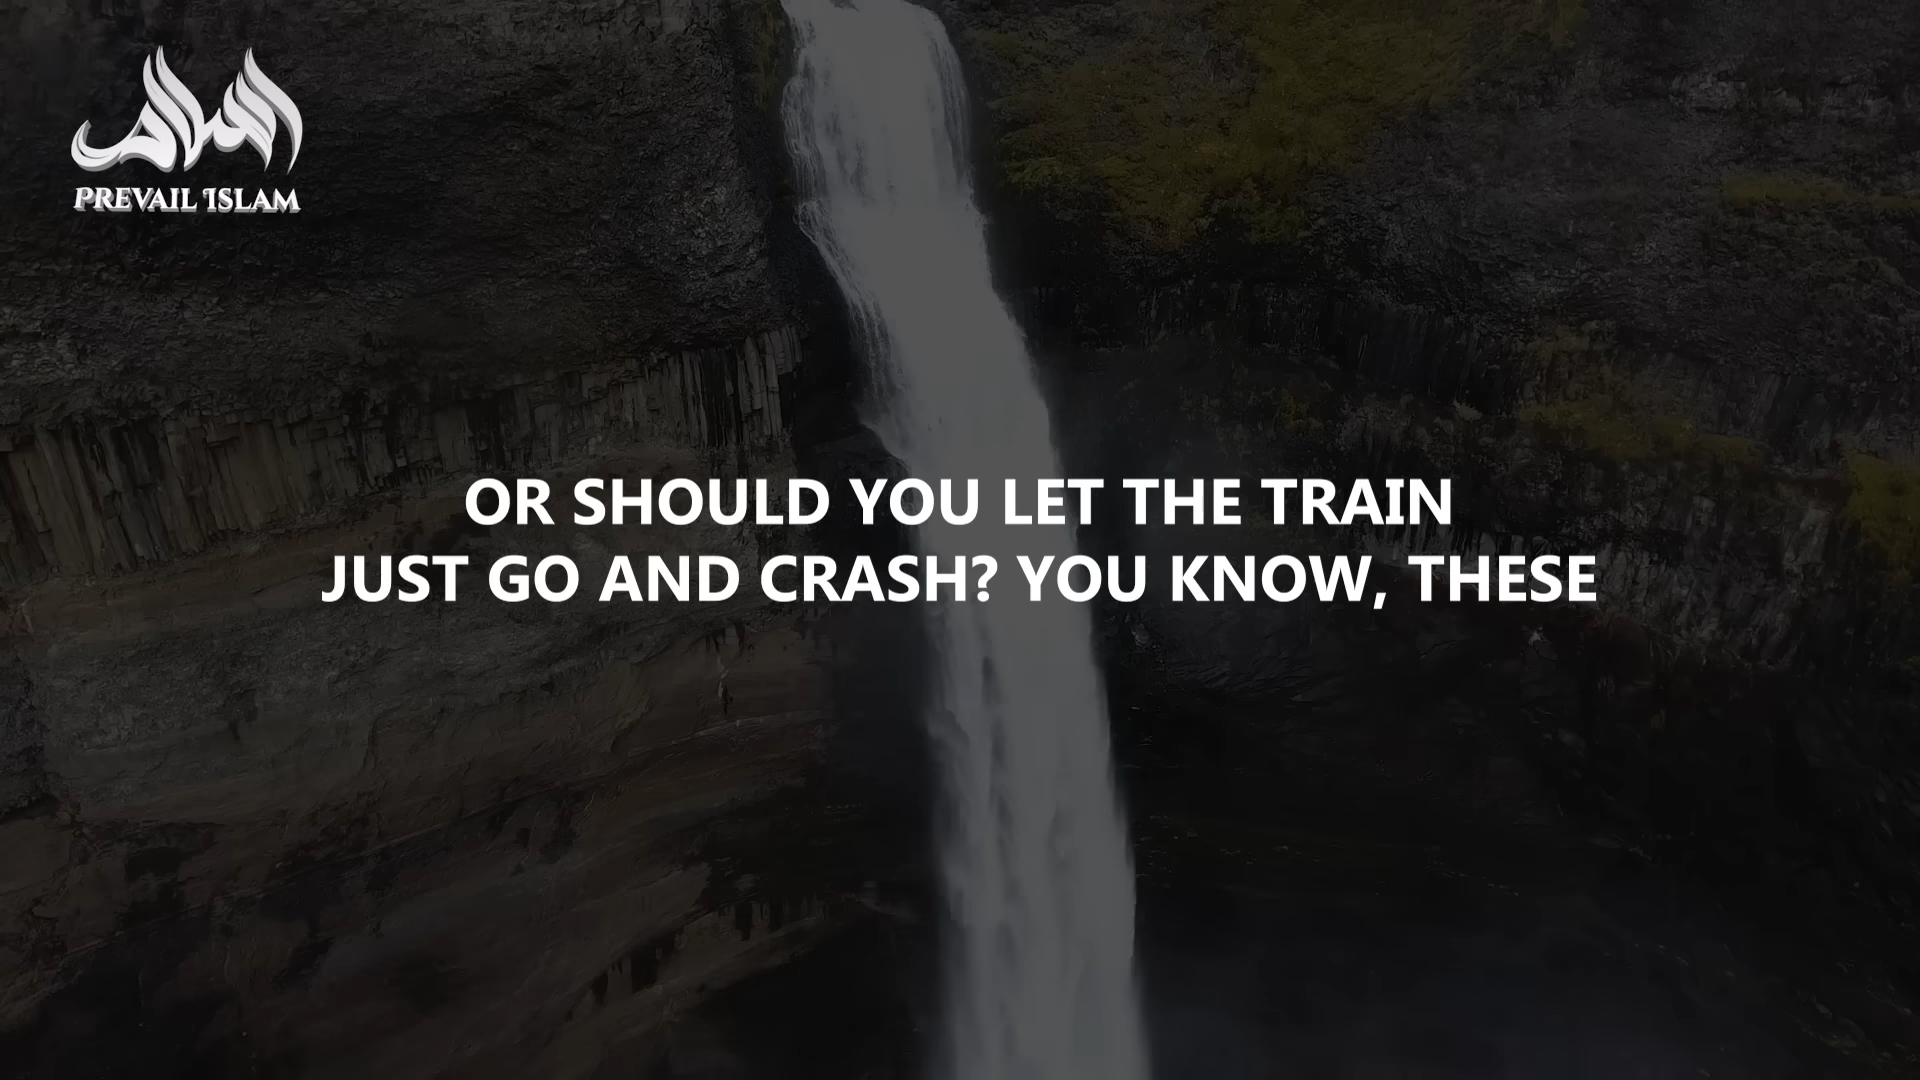 PREVAIL ISLAM
OR SHOULD YOU LET THE TRAIN
JUST GO AND CRASH? YOU KNOW, THESE